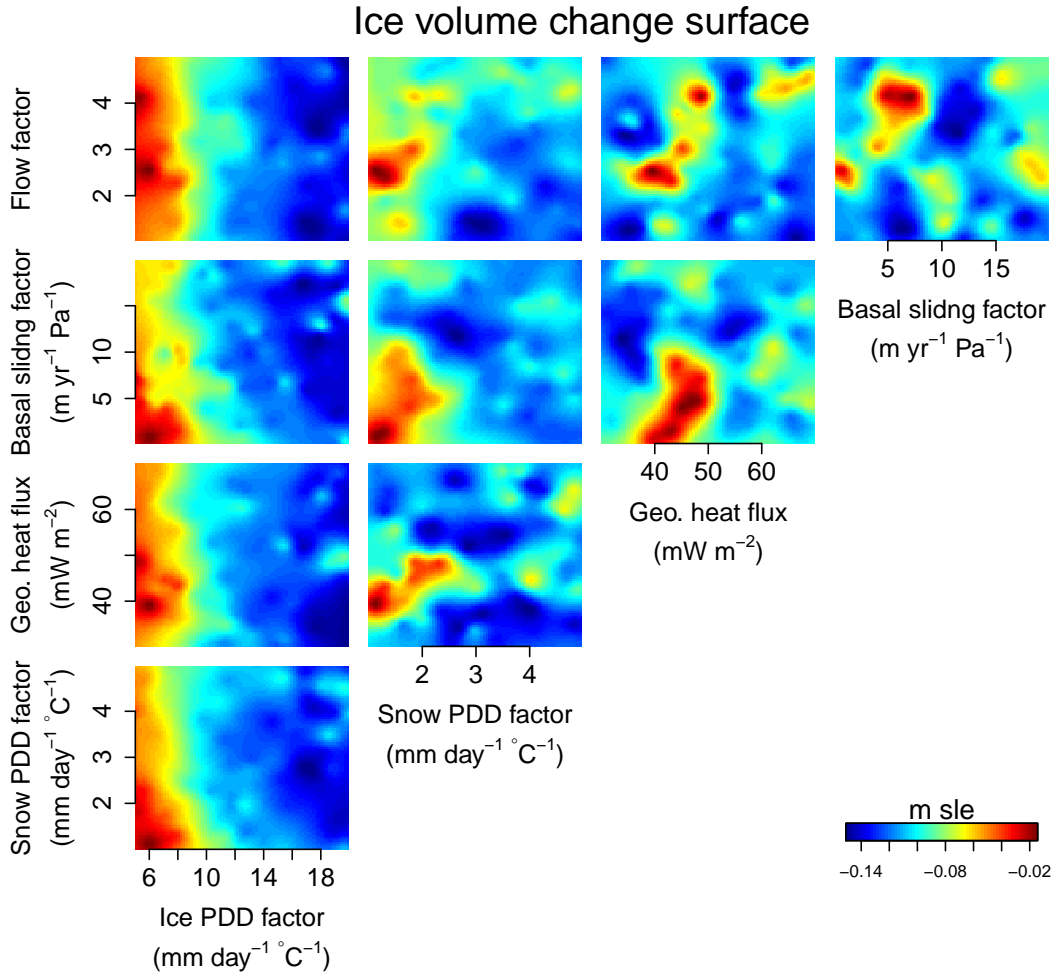 Ice volume change surface
Flow factor
2 3 4
5 10 15
Basal slidng factor
(m yr⁻¹ Pa⁻¹)
Basal slidng factor
(m yr⁻¹ Pa⁻¹)
5 10
40 50 60
Geo. heat flux
(mW m⁻²)
Geo. heat flux
(mW m⁻²)
40 60
2 3 4
Snow PDD factor
(mm day⁻¹ °C⁻¹)
Snow PDD factor
(mm day⁻¹ °C⁻¹)
2 3 4
6 10 14 18
Ice PDD factor
(mm day⁻¹ °C⁻¹)
m sle
−0.14 −0.08 −0.02